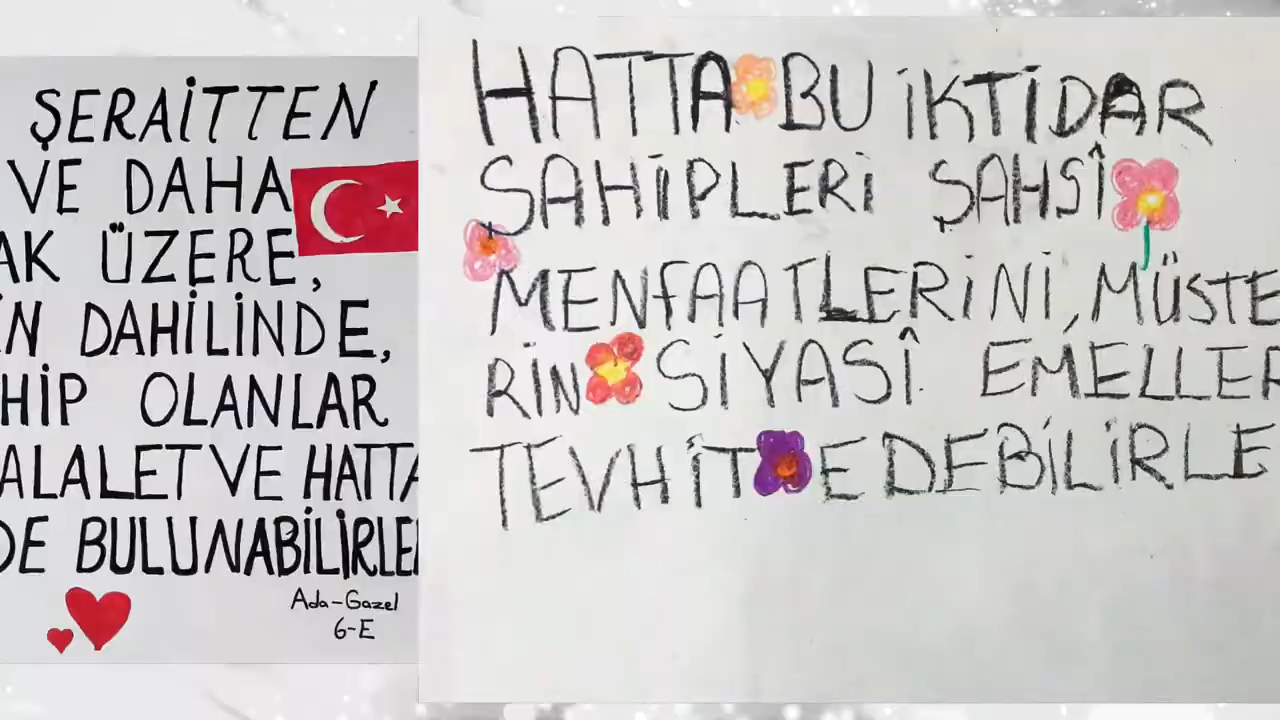 ŞERAİTTEN
VE DAHA
AK ÜZERE,
İN DAHİLİNDE,
HİP OLANLAR
ALALET VE HATTA
DE BULUNABİLİRLE
Ada-Gazel
6-E
HATTA BU İKTİDAR
SAHİPLERİ ŞAHSÎ
MENFAATLERİNİ, MÜSTE
RİN SİYASÎ EMELLER
TEVHİT EDEBİLİRLE